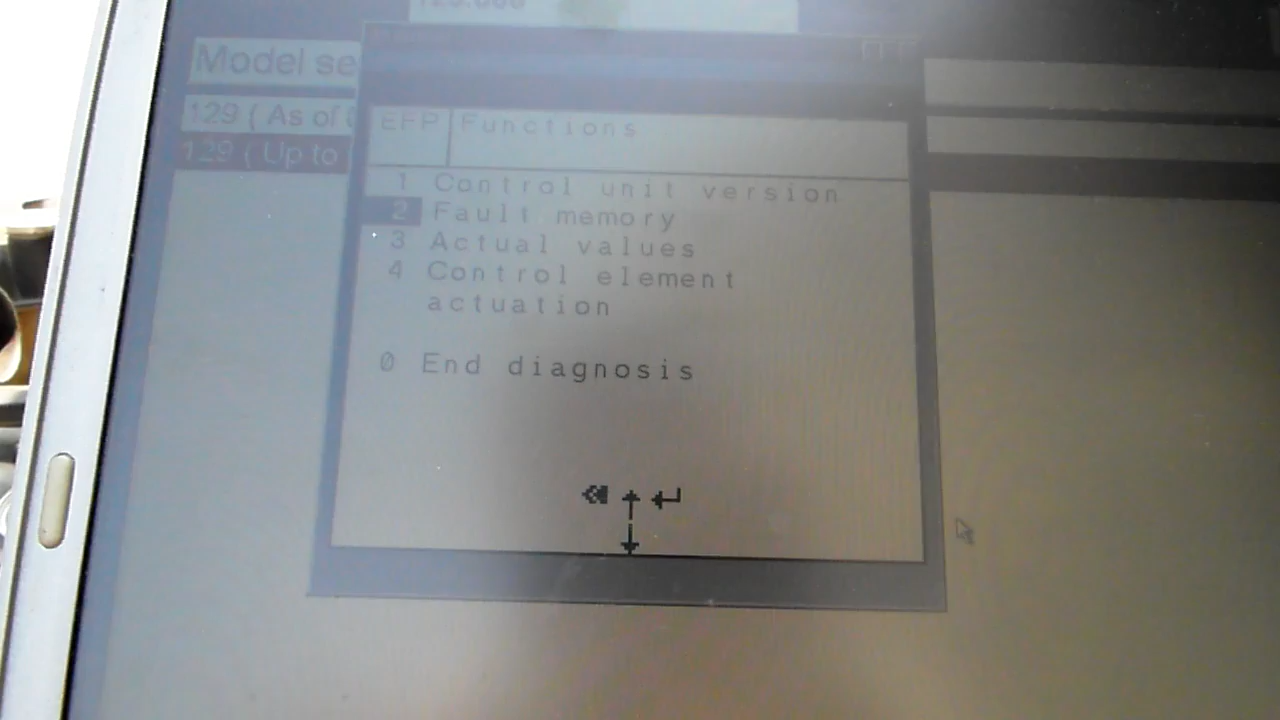 Model se
129 ( As of
129 ( Up to
EFP Functions
1 Control unit version
2 Fault memory
3 Actual values
4 Control element
actuation
0 End diagnosis